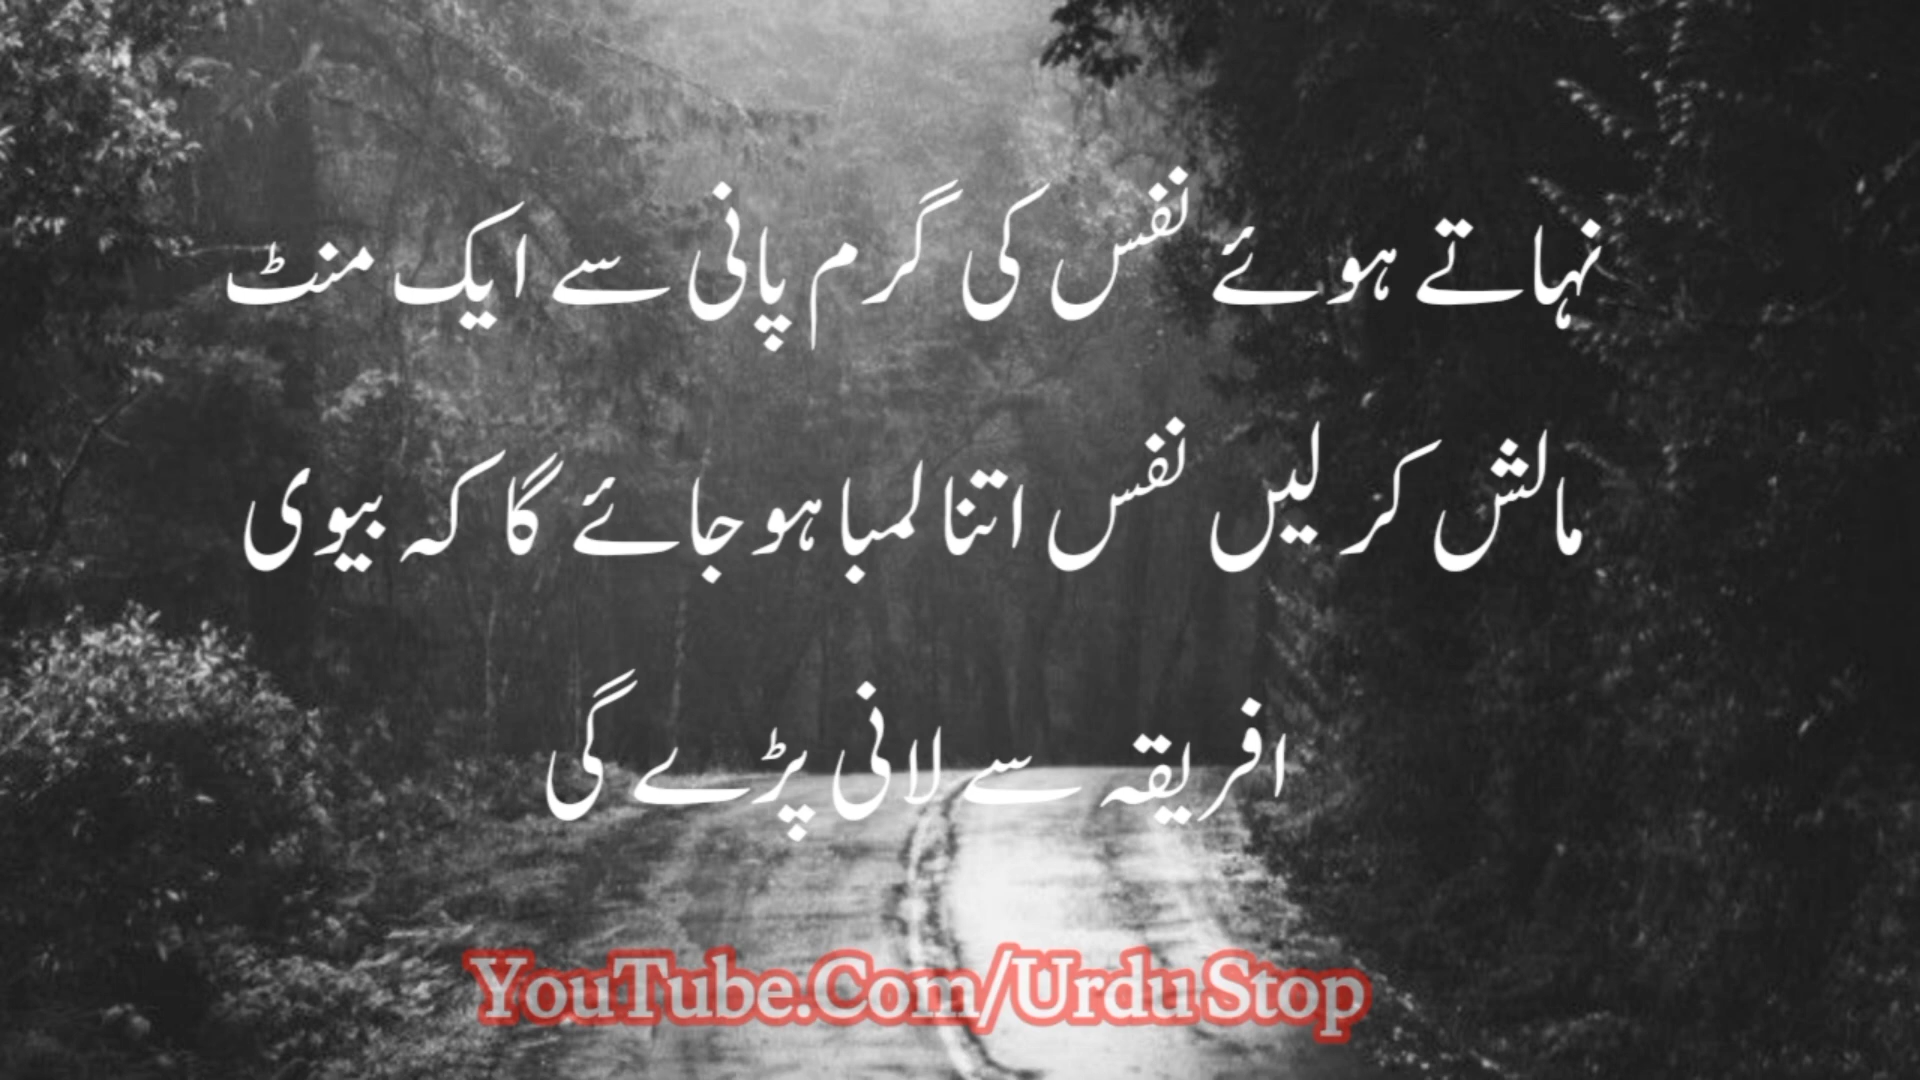 نہاتے ہوئے نفس کی گرم پانی سے ایک منٹ
مالش کر لیں نفس اتنا لمبا ہو جائے گا کہ بیوی
افریقہ سے لانی پڑے گی
YouTube.Com/Urdu Stop